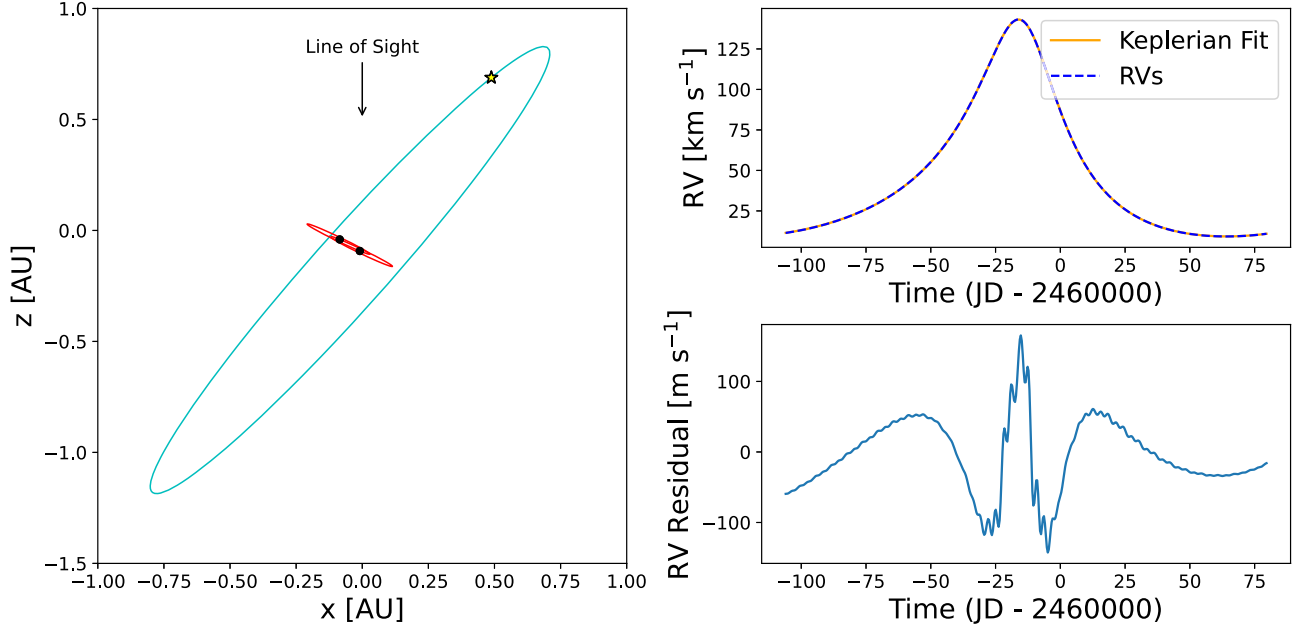 1.0
0.5
0.0
−0.5
−1.0
−1.5
z [AU]
Line of Sight
−1.00 −0.75 −0.50 −0.25 0.00 0.25 0.50 0.75 1.00
x [AU]
125
100
75
50
25
RV [km s⁻¹]
Keplerian Fit
RVs
−100 −75 −50 −25 0 25 50 75
Time (JD - 2460000)
100
0
−100
RV Residual [m s⁻¹]
−100 −75 −50 −25 0 25 50 75
Time (JD - 2460000)